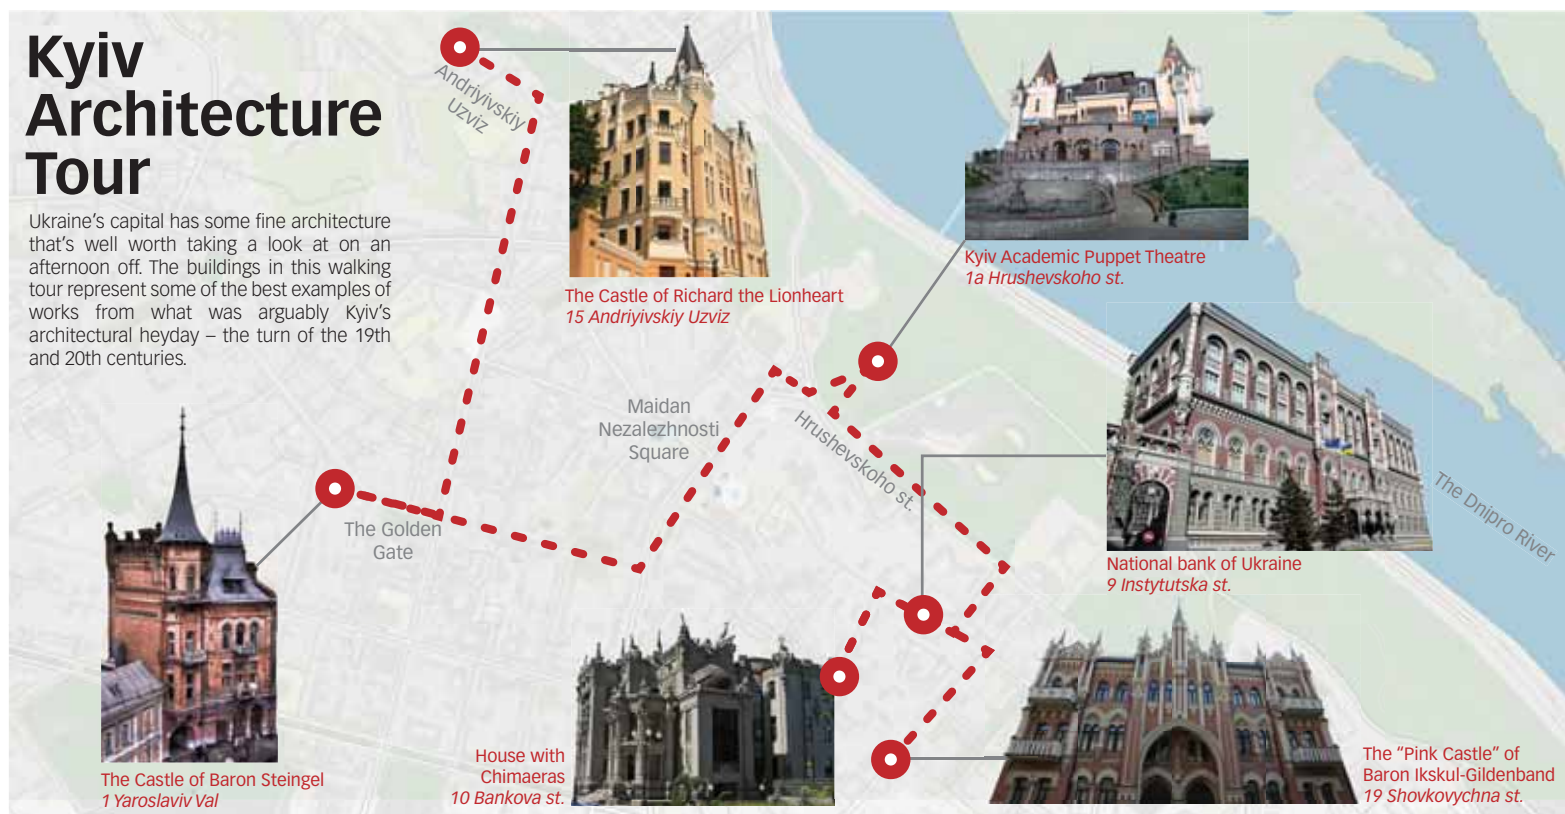 Kyiv
Architecture
Tour
Ukraine's capital has some fine architecture
that's well worth taking a look at on an
afternoon off. The buildings in this walking
tour represent some of the best examples of
works from what was arguably Kyiv's
architectural heyday – the turn of the 19th
and 20th centuries.
Andriyivskiy
Uzviz
The Castle of Richard the Lionheart
15 Andriyivskiy Uzviz
Kyiv Academic Puppet Theatre
1a Hrushevskoho st.
Maidan
Nezalezhnosti
Square
Hrushevskoho st.
The Golden
Gate
National bank of Ukraine
9 Instytutska st.
The Dnipro River
The Castle of Baron Steingel
1 Yaroslaviv Val
House with
Chimaeras
10 Bankova st.
The “Pink Castle” of
Baron Ikskul-Gildenband
19 Shovkovychna st.